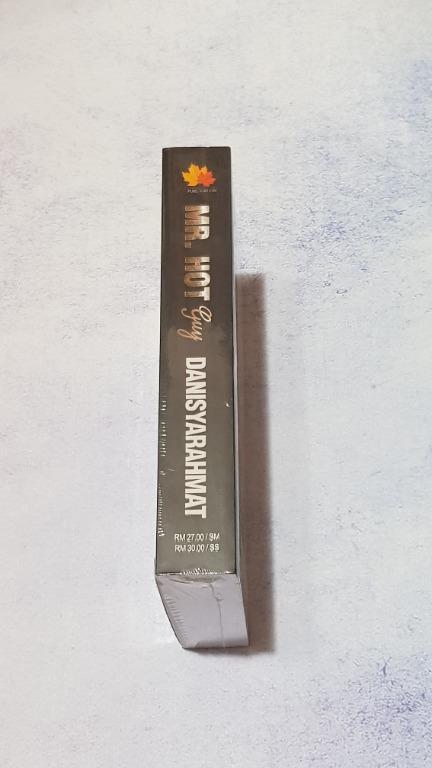 MR. HOT Guy DANISYARAHMAT
RM 27.00 / SM
RM 30.00 / SS